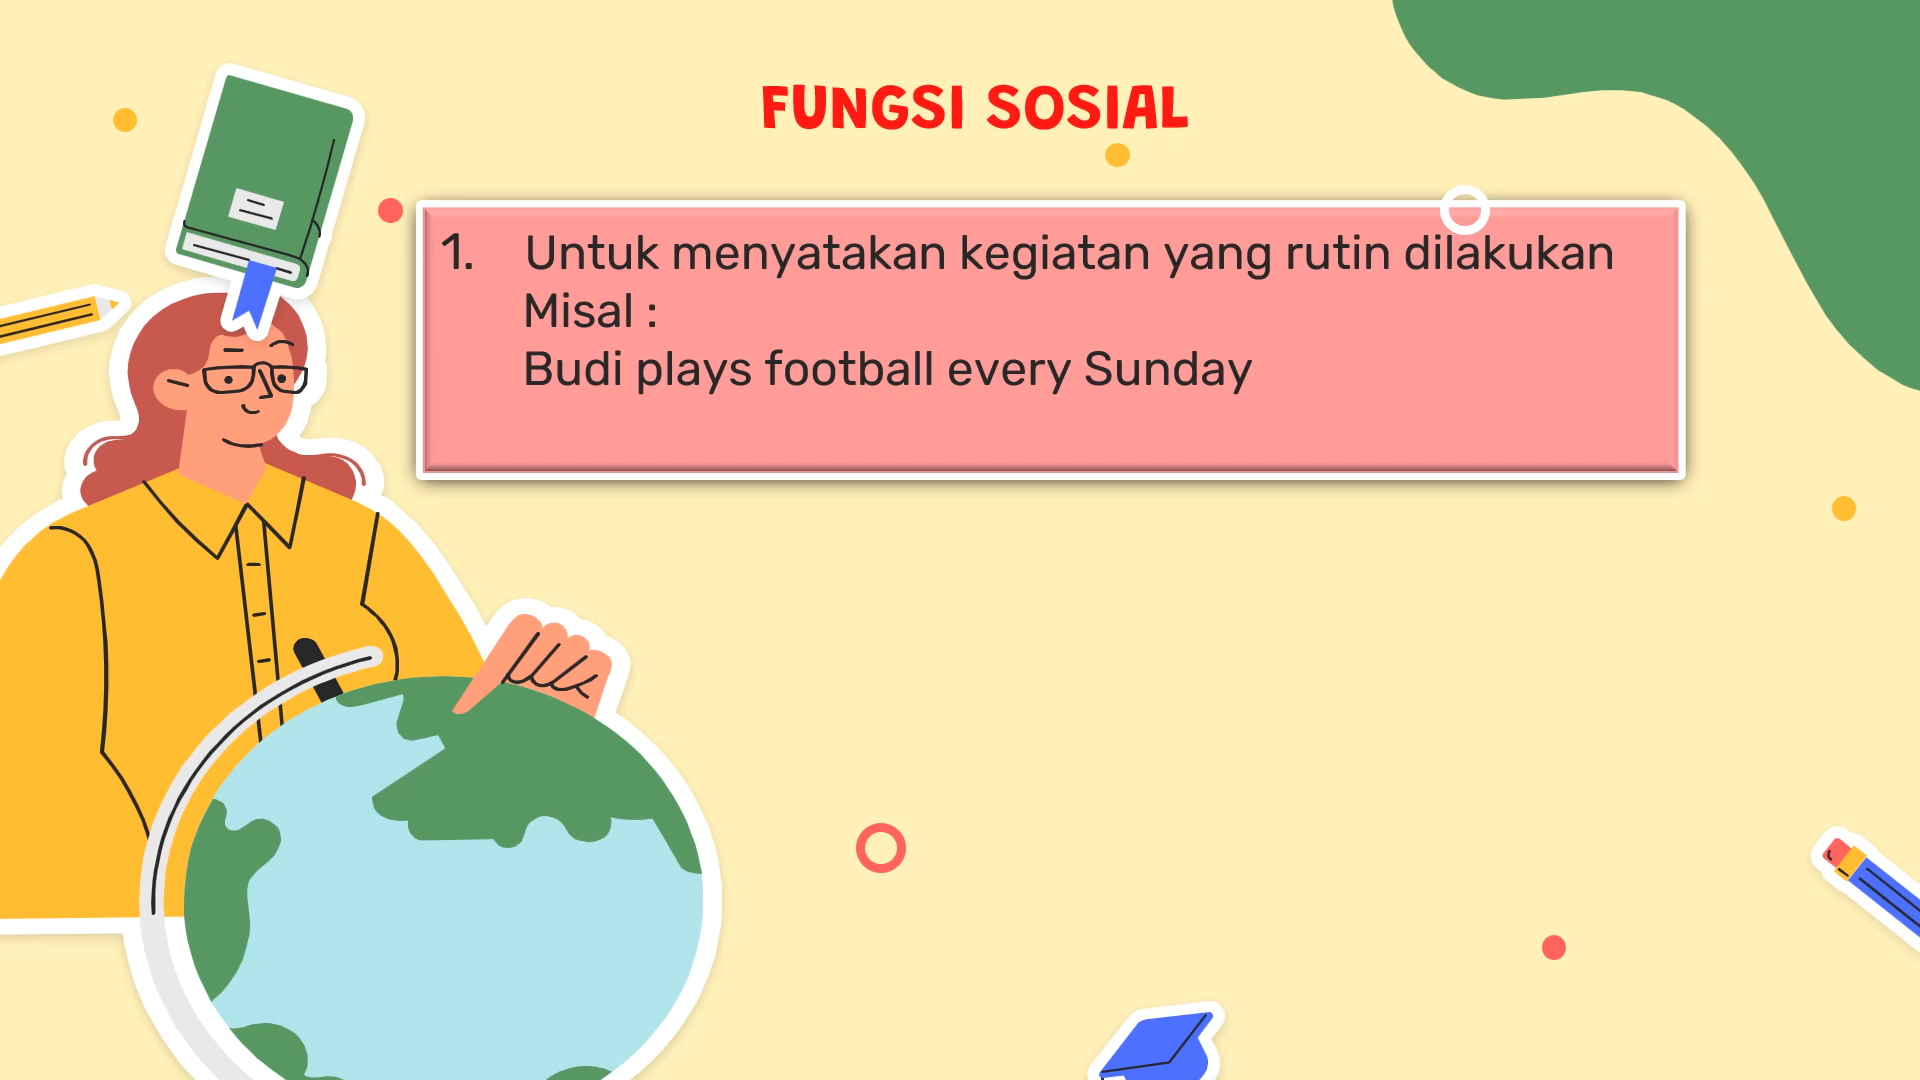 FUNGSI SOSIAL
1. Untuk menyatakan kegiatan yang rutin dilakukan
Misal :
Budi plays football every Sunday